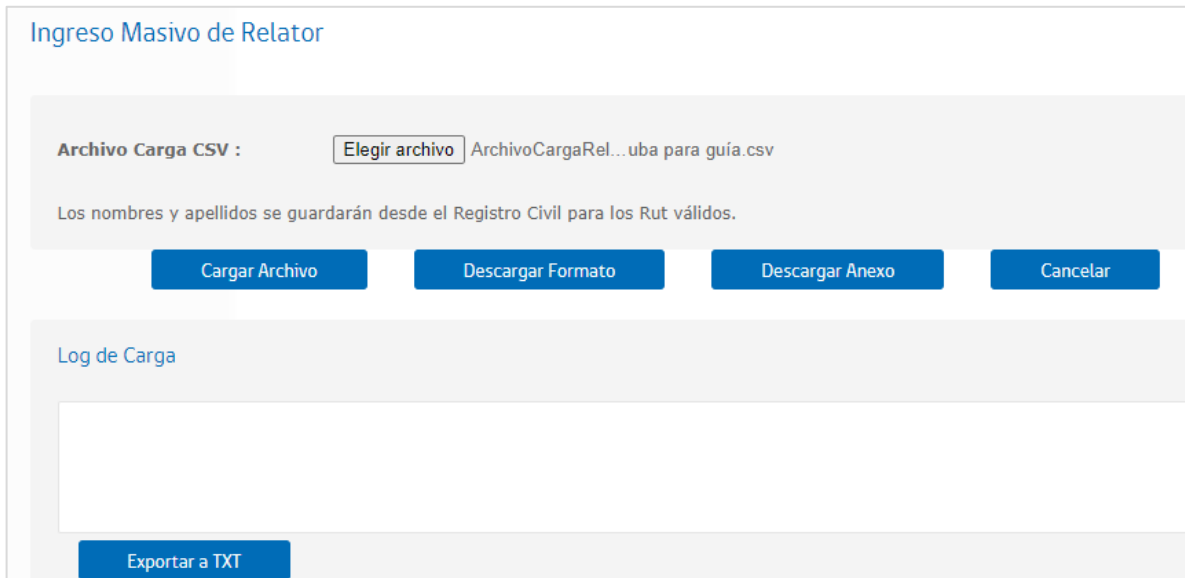 Ingreso Masivo de Relator
Archivo Carga CSV : Elegir archivo ArchivoCargaRel...uba para guía.csv
Los nombres y apellidos se guardarán desde el Registro Civil para los Rut válidos.
Cargar Archivo Descargar Formato Descargar Anexo Cancelar
Log de Carga
Exportar a TXT